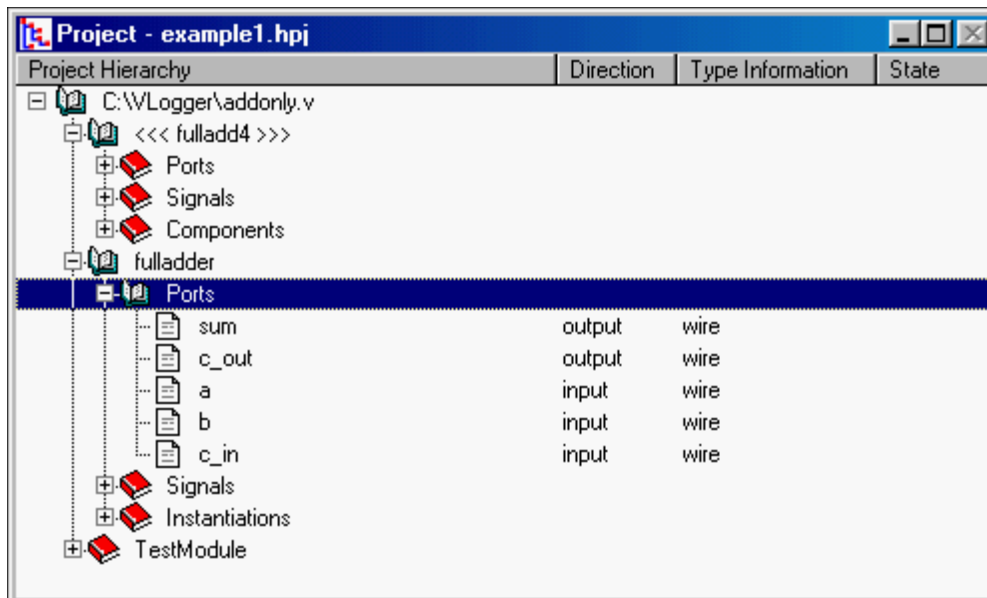 Project - example1.hpj
Project Hierarchy Direction Type Information State
C:\VLogger\addonly.v
<<< fulladd4 >>>
Ports
Signals
Components
fulladder
Ports
sum output wire
c_out output wire
a input wire
b input wire
c_in input wire
Signals
Instantiations
TestModule